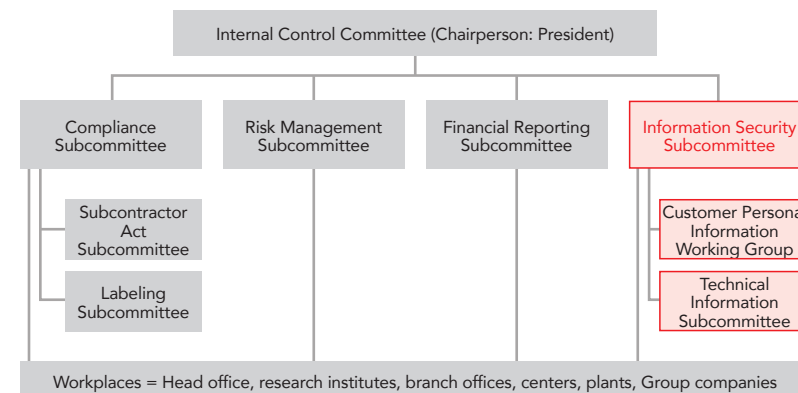 Internal Control Committee (Chairperson: President)
Compliance
Subcommittee
Risk Management
Subcommittee
Financial Reporting
Subcommittee
Information Security
Subcommittee
Subcontractor
Act
Subcommittee
Labeling
Subcommittee
Customer Persona
Information
Working Group
Technical
Information
Subcommittee
Workplaces = Head office, research institutes, branch offices, centers, plants, Group companies